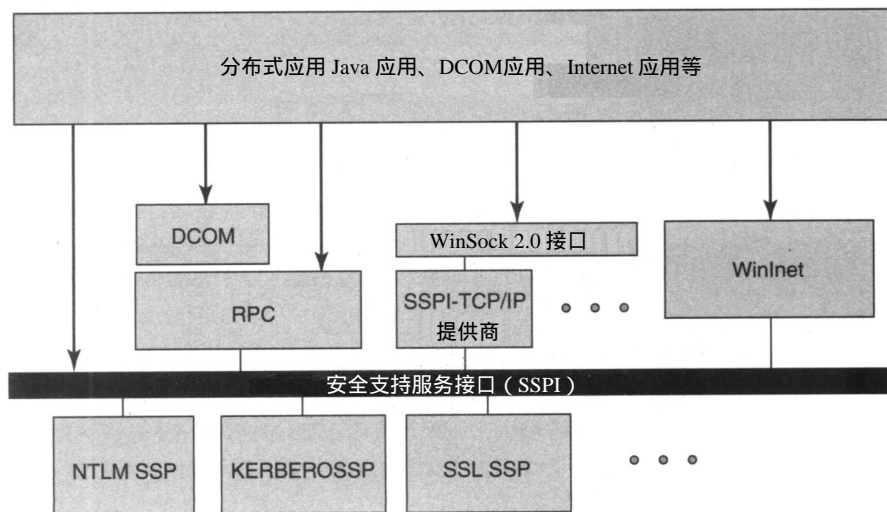 分布式应用 Java 应用、DCOM应用、Internet 应用等
DCOM
WinSock 2.0 接口
WinInet
RPC
SSPI-TCP/IP
提供商
安全支持服务接口（SSPI）
NTLM SSP
KERBEROSSP
SSL SSP